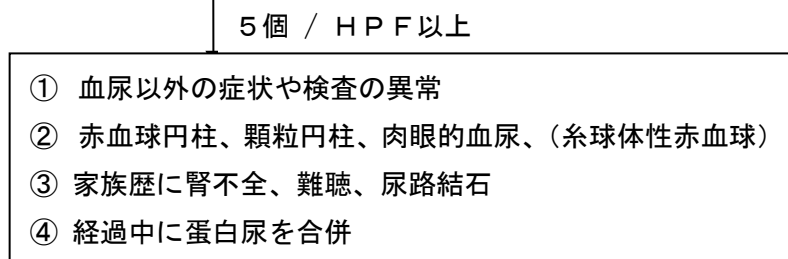 ５個 / ＨＰＦ以上
① 血尿以外の症状や検査の異常
② 赤血球円柱、顆粒円柱、肉眼的血尿、（糸球体性赤血球）
③ 家族歴に腎不全、難聴、尿路結石
④ 経過中に蛋白尿を合併